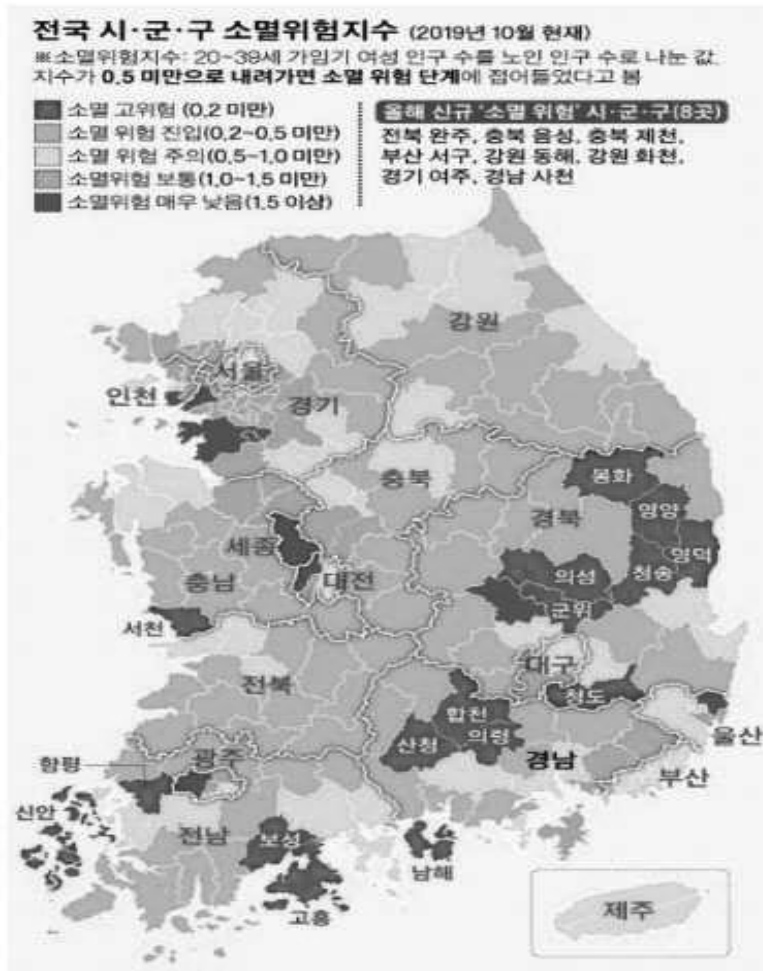 전국 시·군·구 소멸위험지수 (2019년 10월 현재)
※소멸위험지수: 20~39세 가임기 여성 인구 수를 노인 인구 수로 나눈 값.
지수가 0.5 미만으로 내려가면 소멸 위험 단계에 접어들었다고 봄
소멸 고위험 (0.2 미만)
소멸 위험 진입(0.2~0.5 미만)
소멸 위험 주의(0.5~1.0 미만)
소멸위험 보통(1.0~1.5 미만)
소멸위험 매우 낮음(1.5 이상)
올해 신규 '소멸 위험' 시·군·구(8곳)
전북 완주, 충북 음성, 충북 제천,
부산 서구, 강원 동해, 강원 화천,
경기 여주, 경남 사천
강원
서울
인천
경기
충북
봉화
경북
영양
세종
영덕
대전
의성
청송
충남
군위
서천
대구
전북
청도
합천
산청
의령
울산
함평
광주
경남
부산
신안
전남
보성
남해
고흥
제주